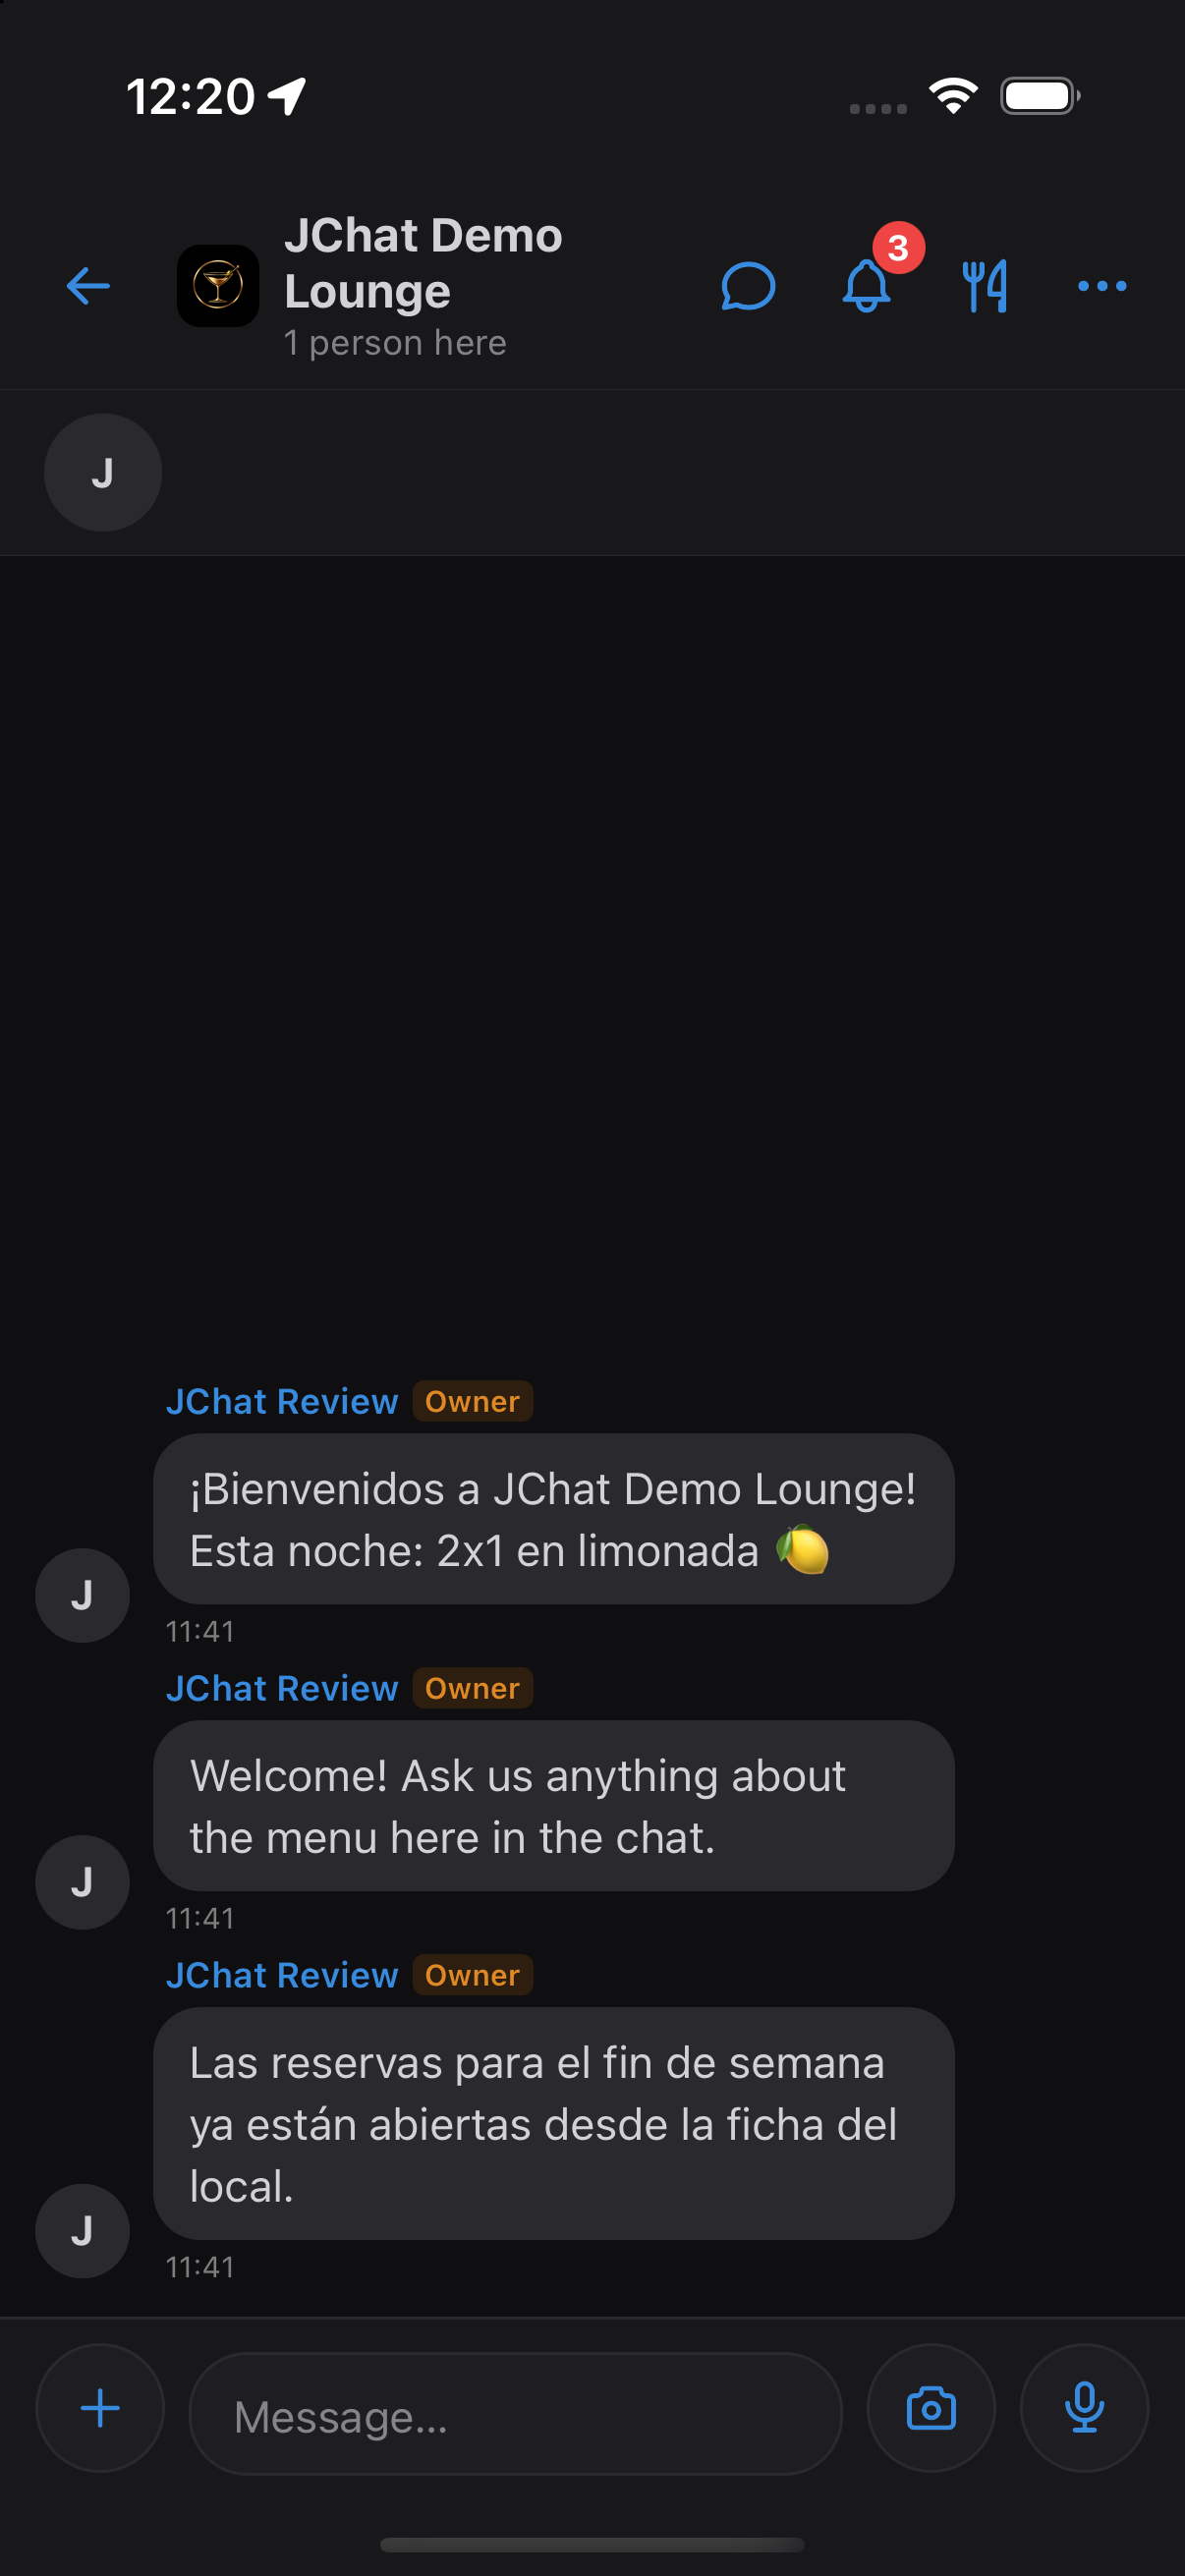 12:20
JChat Demo
Lounge
1 person here
3
J
JChat Review Owner
¡Bienvenidos a JChat Demo Lounge!
Esta noche: 2x1 en limonada 🍋
J
11:41
JChat Review Owner
Welcome! Ask us anything about
the menu here in the chat.
J
11:41
JChat Review Owner
Las reservas para el fin de semana
ya están abiertas desde la ficha del
local.
J
11:41
Message...